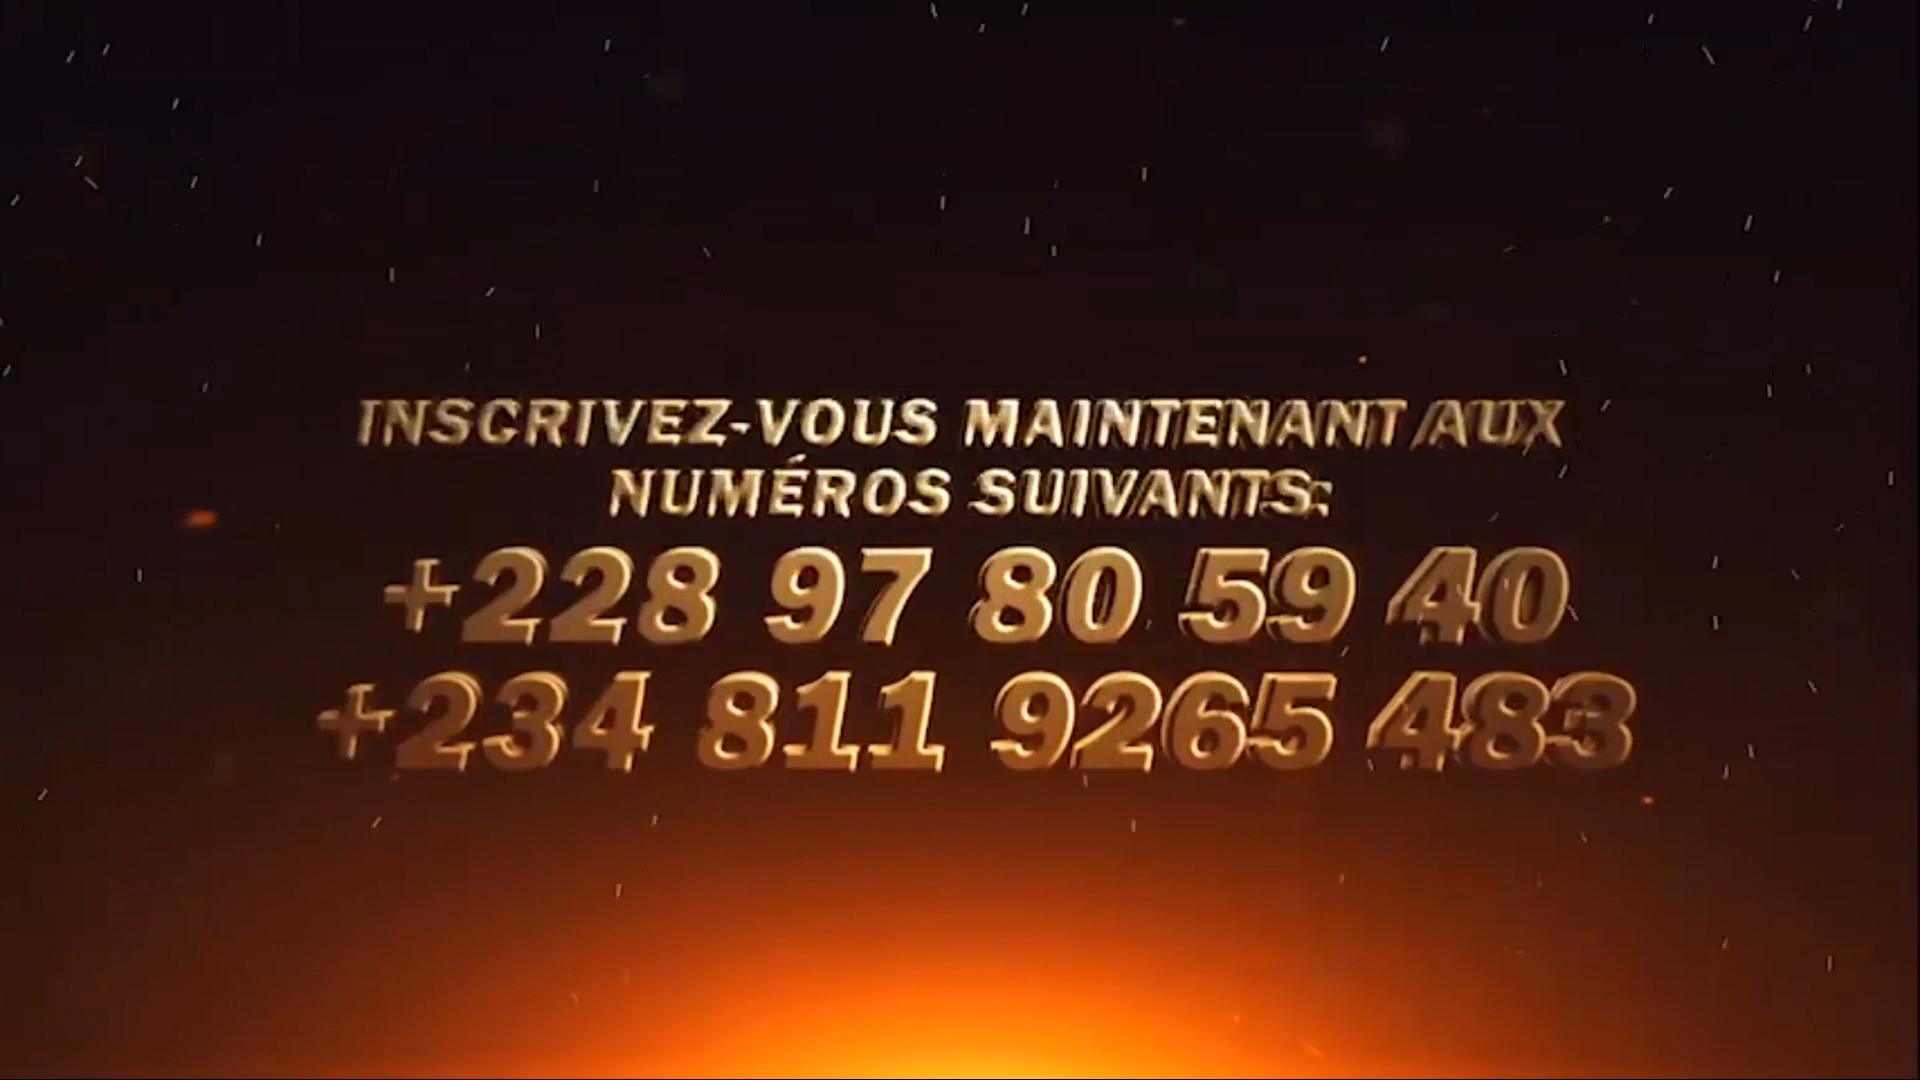 INSCRIVEZ-VOUS MAINTENANT AUX
NUMÉROS SUIVANTS:
+228 97 80 59 40
+234 811 9265 483